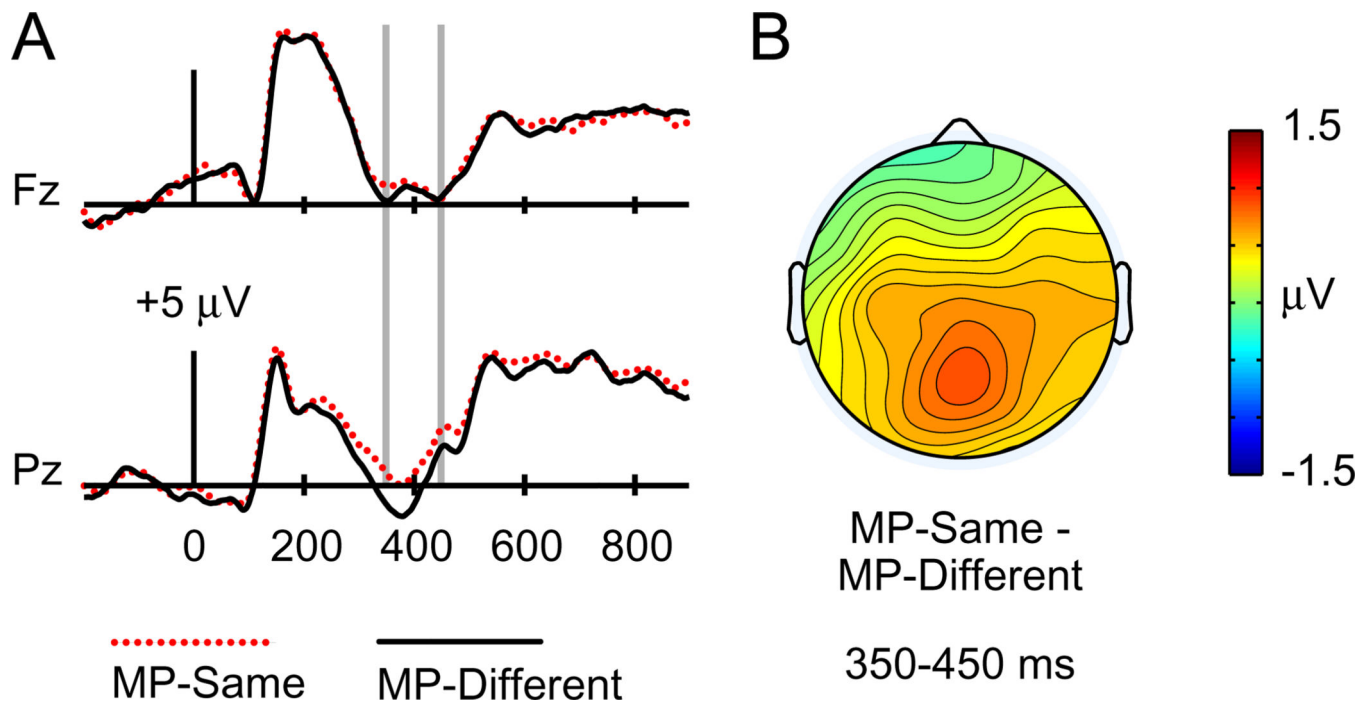 A
B
Fz
+5 μV
Pz
0 200 400 600 800
MP-Same
MP-Different
1.5
μV
-1.5
MP-Same -
MP-Different
350-450 ms